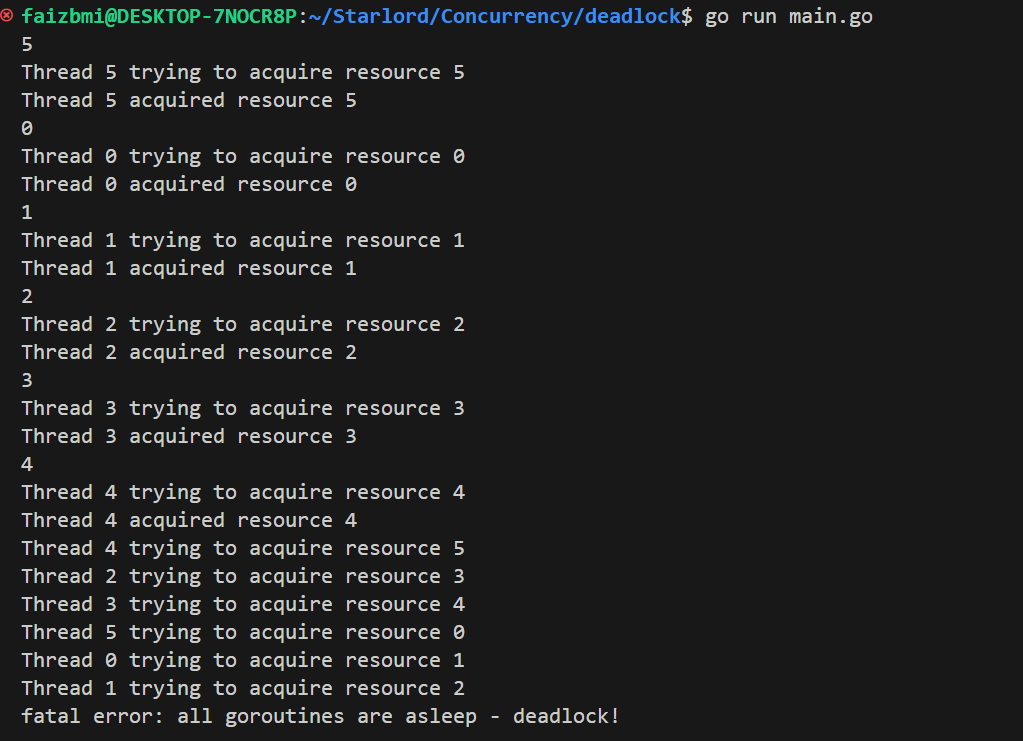 faizbmi@DESKTOP-7NOCR8P:~/Starlord/Concurrency/deadlock$ go run main.go
5
Thread 5 trying to acquire resource 5
Thread 5 acquired resource 5
0
Thread 0 trying to acquire resource 0
Thread 0 acquired resource 0
1
Thread 1 trying to acquire resource 1
Thread 1 acquired resource 1
2
Thread 2 trying to acquire resource 2
Thread 2 acquired resource 2
3
Thread 3 trying to acquire resource 3
Thread 3 acquired resource 3
4
Thread 4 trying to acquire resource 4
Thread 4 acquired resource 4
Thread 4 trying to acquire resource 5
Thread 2 trying to acquire resource 3
Thread 3 trying to acquire resource 4
Thread 5 trying to acquire resource 0
Thread 0 trying to acquire resource 1
Thread 1 trying to acquire resource 2
fatal error: all goroutines are asleep - deadlock!